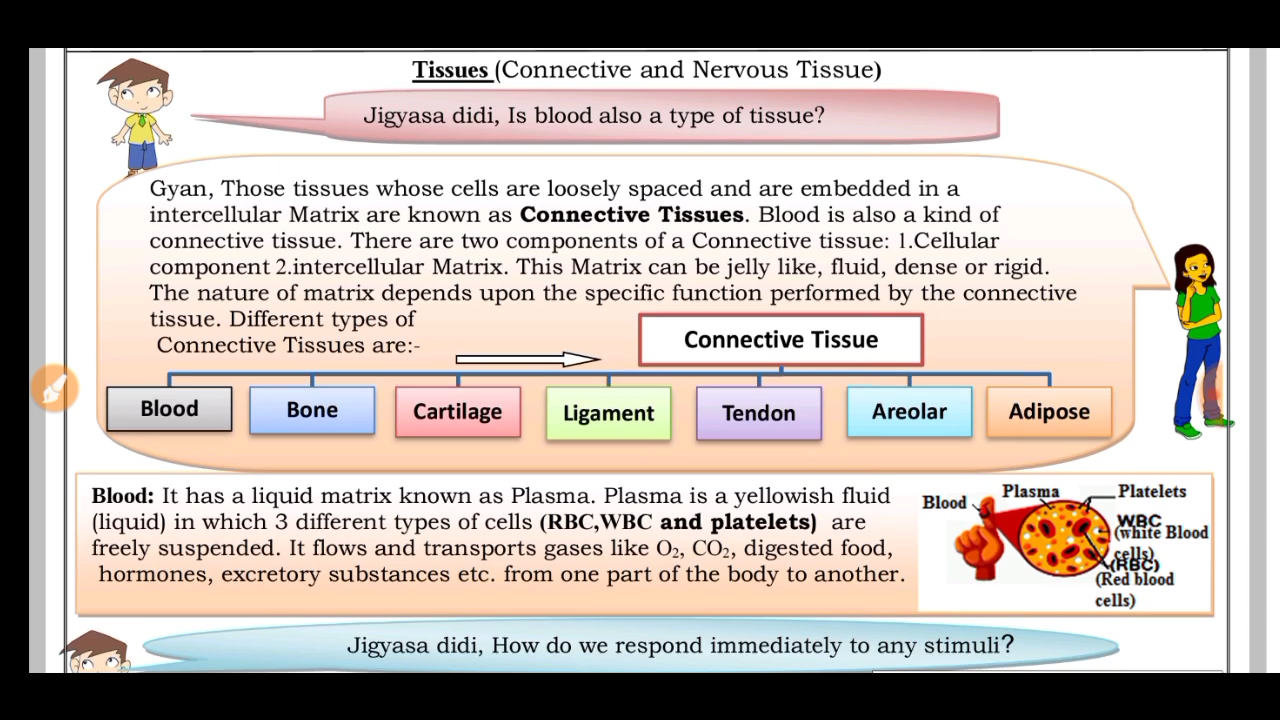 Tissues (Connective and Nervous Tissue)
Jigyasa didi, Is blood also a type of tissue?
Gyan, Those tissues whose cells are loosely spaced and are embedded in a
intercellular Matrix are known as Connective Tissues. Blood is also a kind of
connective tissue. There are two components of a Connective tissue: 1.Cellular
component 2.intercellular Matrix. This Matrix can be jelly like, fluid, dense or rigid.
The nature of matrix depends upon the specific function performed by the connective
tissue. Different types of
Connective Tissues are:-
Connective Tissue
Blood Bone Cartilage Ligament Tendon Areolar Adipose
Blood: It has a liquid matrix known as Plasma. Plasma is a yellowish fluid
(liquid) in which 3 different types of cells (RBC,WBC and platelets) are
freely suspended. It flows and transports gases like O₂, CO₂, digested food,
hormones, excretory substances etc. from one part of the body to another.
Blood
Plasma
Platelets
WBC
(white Blood
cells)
(RBC)
(Red blood
cells)
Jigyasa didi, How do we respond immediately to any stimuli?